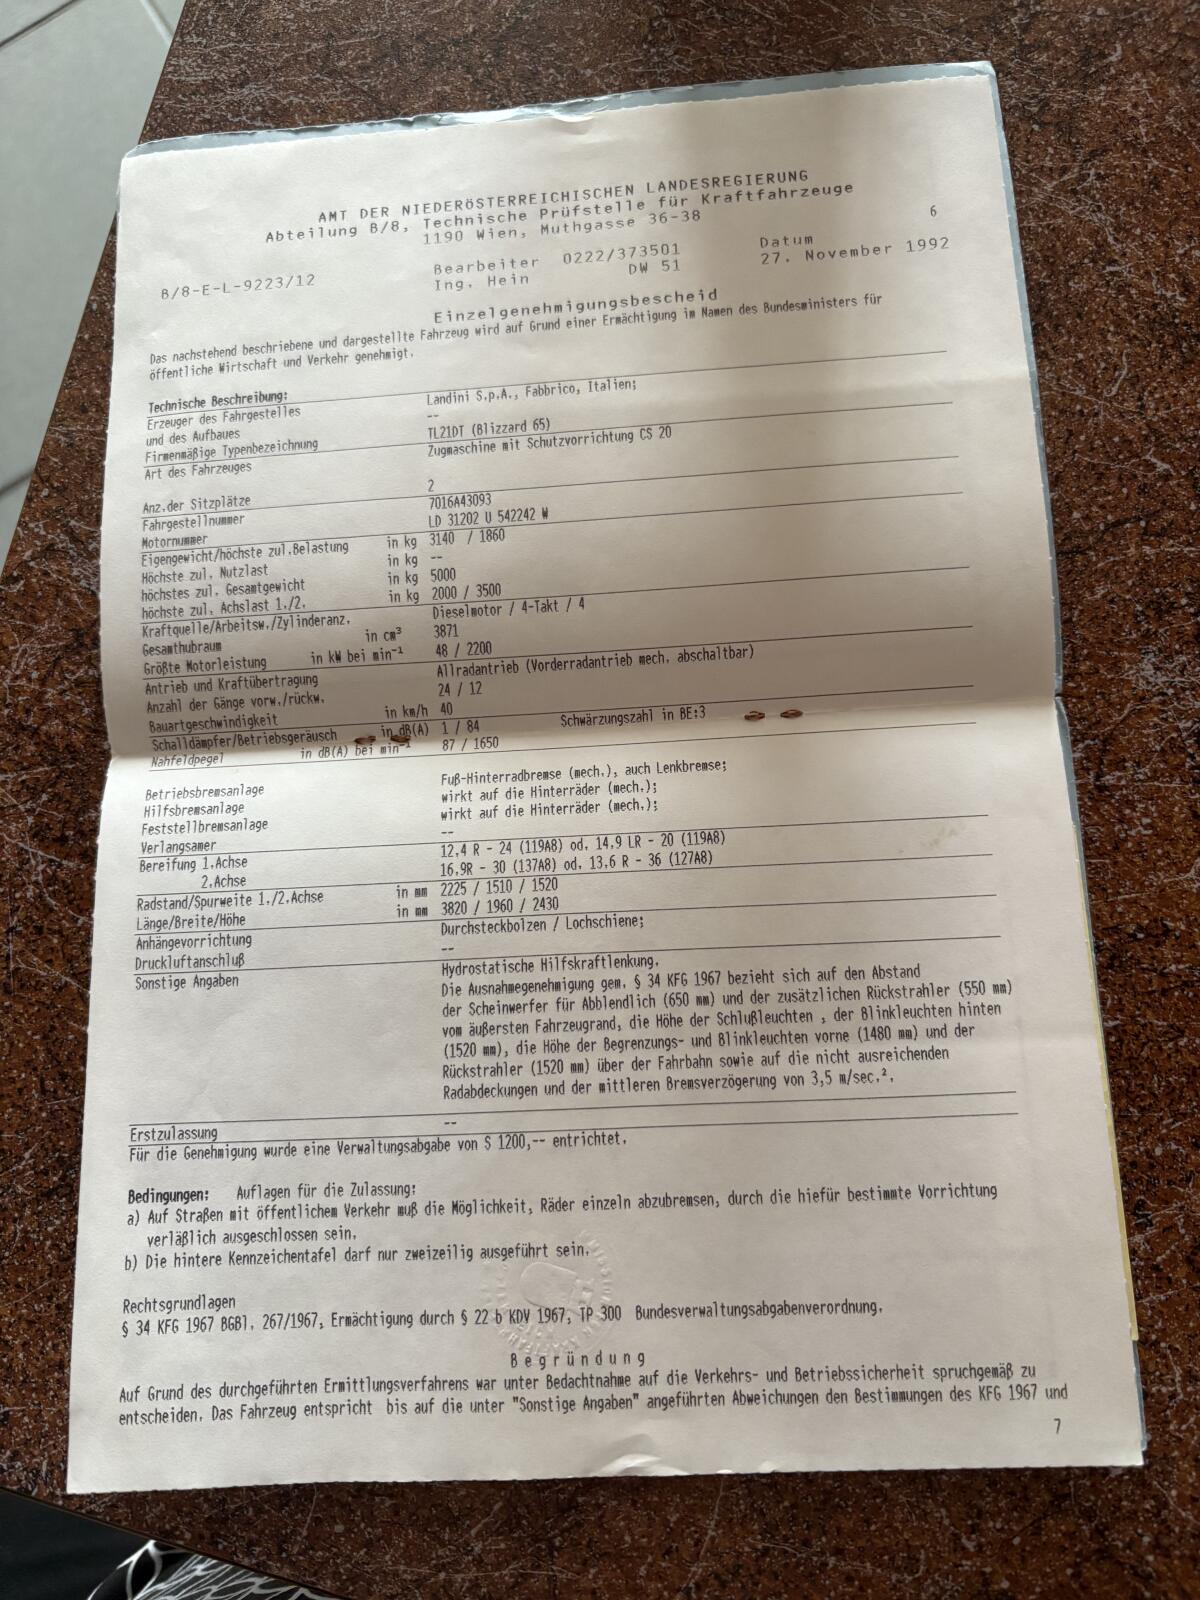 AMT DER NIEDERÖSTERREICHISCHEN LANDESREGIERUNG
Abteilung B/8, Technische Prüfstelle für Kraftfahrzeuge
1190 Wien, Muthgasse 36-38
6
B/8-E-L-9223/12 Bearbeiter 0222/373501 Datum
Ing. Hein DW 51 27. November 1992
Einzelgenehmigungsbescheid
Das nachstehend beschriebene und dargestellte Fahrzeug wird auf Grund einer Ermächtigung im Namen des Bundesministers für
öffentliche Wirtschaft und Verkehr genehmigt.
Technische Beschreibung:
Erzeuger des Fahrgestelles Landini S.p.A., Fabbrico, Italien;
und des Aufbaues --
Firmenmäßige Typenbezeichnung TL21DT (Blizzard 65)
Art des Fahrzeuges Zugmaschine mit Schutzvorrichtung CS 20
Anz.der Sitzplätze 2
Fahrgestellnummer 7016A43093
Motornummer LD 31202 U 542242 W
Eigengewicht/höchste zul.Belastung in kg 3140 / 1860
Höchste zul. Nutzlast in kg --
höchstes zul. Gesamtgewicht in kg 5000
höchste zul. Achslast 1./2. in kg 2000 / 3500
Kraftquelle/Arbeitsw./Zylinderanz. Dieselmotor / 4-Takt / 4
Gesamthubraum in cm³ 3871
Größte Motorleistung in kW bei min⁻¹ 48 / 2200
Antrieb und Kraftübertragung Allradantrieb (Vorderradantrieb mech. abschaltbar)
Anzahl der Gänge vorw./rückw. 24 / 12
Bauartgeschwindigkeit in km/h 40
Schalldämpfer/Betriebsgeräusch in dB(A) 1 / 84 Schwärzungszahl in BE:3
Nahfeldpegel in dB(A) bei min⁻¹ 87 / 1650
Betriebsbremsanlage Fuß-Hinterradbremse (mech.), auch Lenkbremse;
Hilfsbremsanlage wirkt auf die Hinterräder (mech.);
Feststellbremsanlage wirkt auf die Hinterräder (mech.);
Verlangsamer --
Bereifung 1.Achse 12.4 R - 24 (119A8) od. 14.9 LR - 20 (119A8)
2.Achse 16.9R - 30 (137A8) od. 13.6 R - 36 (127A8)
Radstand/Spurweite 1./2.Achse in mm 2225 / 1510 / 1520
Länge/Breite/Höhe in mm 3820 / 1960 / 2430
Anhängevorrichtung Durchsteckbolzen / Lochschiene;
Druckluftanschluß --
Sonstige Angaben Hydrostatische Hilfskraftlenkung.
Die Ausnahmegenehmigung gem. § 34 KFG 1967 bezieht sich auf den Abstand
der Scheinwerfer für Abblendlich (650 mm) und der zusätzlichen Rückstrahler (550 mm)
vom äußersten Fahrzeugrand, die Höhe der Schlußleuchten , der Blinkleuchten hinten
(1520 mm), die Höhe der Begrenzungs- und Blinkleuchten vorne (1480 mm) und der
Rückstrahler (1520 mm) über der Fahrbahn sowie auf die nicht ausreichenden
Radabdeckungen und der mittleren Bremsverzögerung von 3,5 m/sec.².
Erstzulassung --
Für die Genehmigung wurde eine Verwaltungsabgabe von S 1200,-- entrichtet.
Bedingungen: Auflagen für die Zulassung:
a) Auf Straßen mit öffentlichem Verkehr muß die Möglichkeit, Räder einzeln abzubremsen, durch die hiefür bestimmte Vorrichtung
verläßlich ausgeschlossen sein.
b) Die hintere Kennzeichentafel darf nur zweizeilig ausgeführt sein.
Rechtsgrundlagen
§ 34 KFG 1967 BGBl. 267/1967, Ermächtigung durch § 22 b KDV 1967, TP 300 Bundesverwaltungsabgabenverordnung.
Begründung
Auf Grund des durchgeführten Ermittlungsverfahrens war unter Bedachtnahme auf die Verkehrs- und Betriebssicherheit spruchgemäß zu
entscheiden. Das Fahrzeug entspricht bis auf die unter "Sonstige Angaben" angeführten Abweichungen den Bestimmungen des KFG 1967 und
7